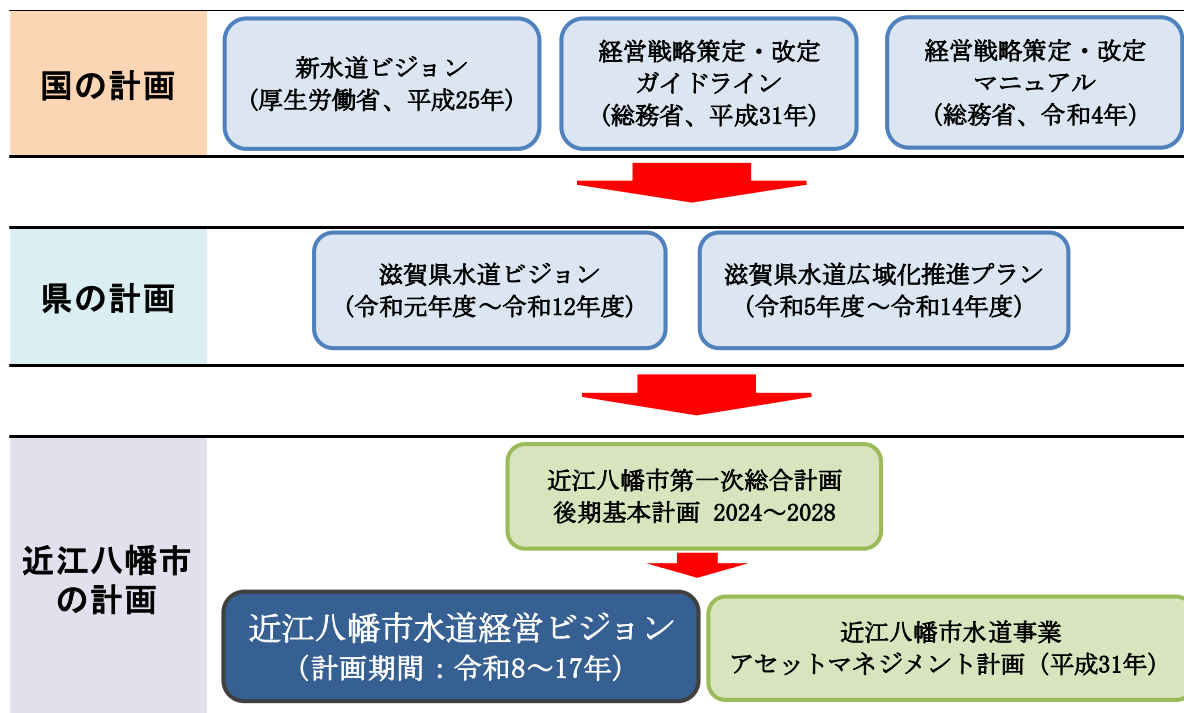 国の計画
新水道ビジョン
(厚生労働省、平成25年)
経営戦略策定・改定
ガイドライン
(総務省、平成31年)
経営戦略策定・改定
マニュアル
(総務省、令和4年)
県の計画
滋賀県水道ビジョン
(令和元年度～令和12年度)
滋賀県水道広域化推進プラン
(令和5年度～令和14年度)
近江八幡市
の計画
近江八幡市第一次総合計画
後期基本計画 2024～2028
近江八幡市水道経営ビジョン
（計画期間：令和8～17年）
近江八幡市水道事業
アセットマネジメント計画（平成31年）